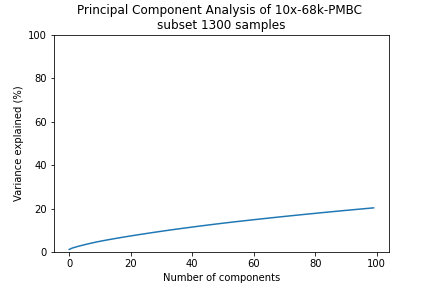 Principal Component Analysis of 10x-68k-PMBC
subset 1300 samples
100
80
60
40
20
0
Variance explained (%)
0 20 40 60 80 100
Number of components